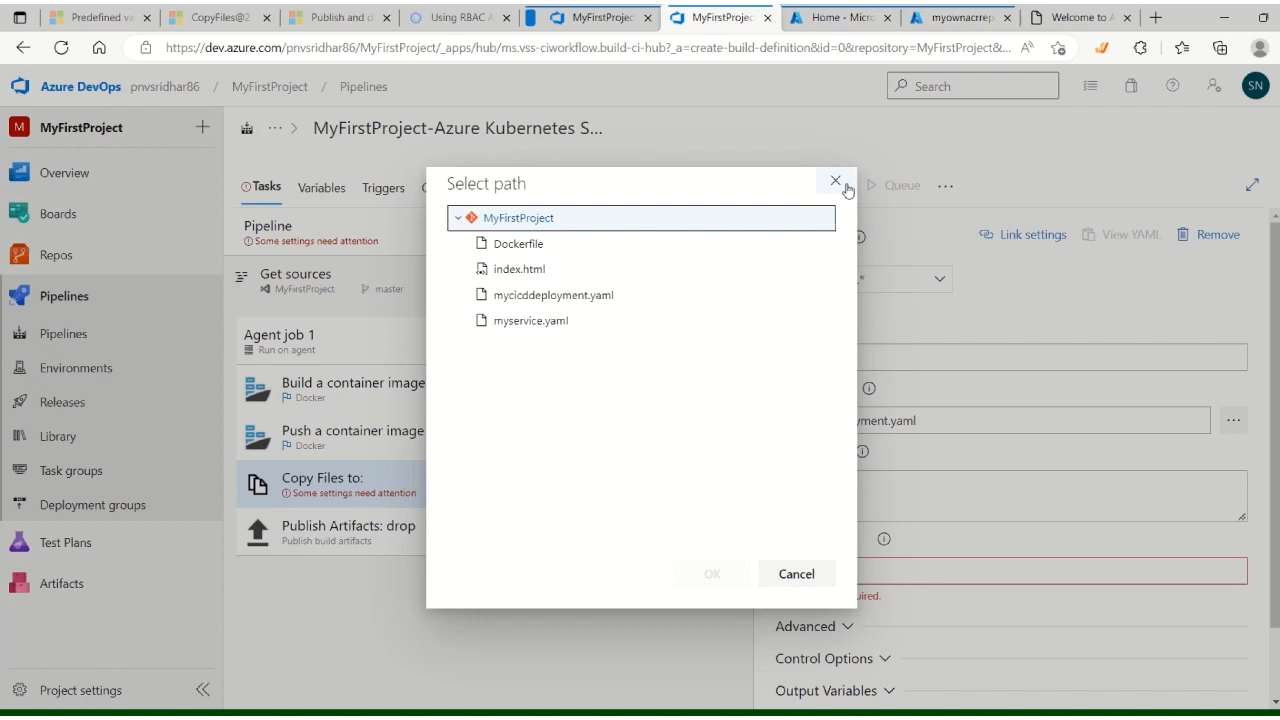 Predefined va
CopyFiles@2
Publish and d
Using RBAC A
MyFirstProjec
MyFirstProjec
Home - Micro
myownacrrep
Welcome to A
https://dev.azure.com/pnvsridhar86/MyFirstProject/_apps/hub/ms.vss-ciworkflow.build-ci-hub?_a=create-build-definition&id=0&repository=MyFirstProject&...
Azure DevOps pnvsridhar86 / MyFirstProject / Pipelines
Search
SN
M MyFirstProject
Overview
Boards
Repos
Pipelines
Pipelines
Environments
Releases
Library
Task groups
Deployment groups
Test Plans
Artifacts
Project settings
... > MyFirstProject-Azure Kubernetes S...
Tasks Variables Triggers
Queue ...
Pipeline
Some settings need attention
Get sources
MyFirstProject master
Agent job 1
Run on agent
Build a container image
Docker
Push a container image
Docker
Copy Files to:
Some settings need attention
Publish Artifacts: drop
Publish build artifacts
Select path
MyFirstProject
Dockerfile
index.html
mycicddeployment.yaml
myservice.yaml
OK Cancel
Link settings View YAML Remove
.*
yment.yaml
...
uired.
Advanced
Control Options
Output Variables